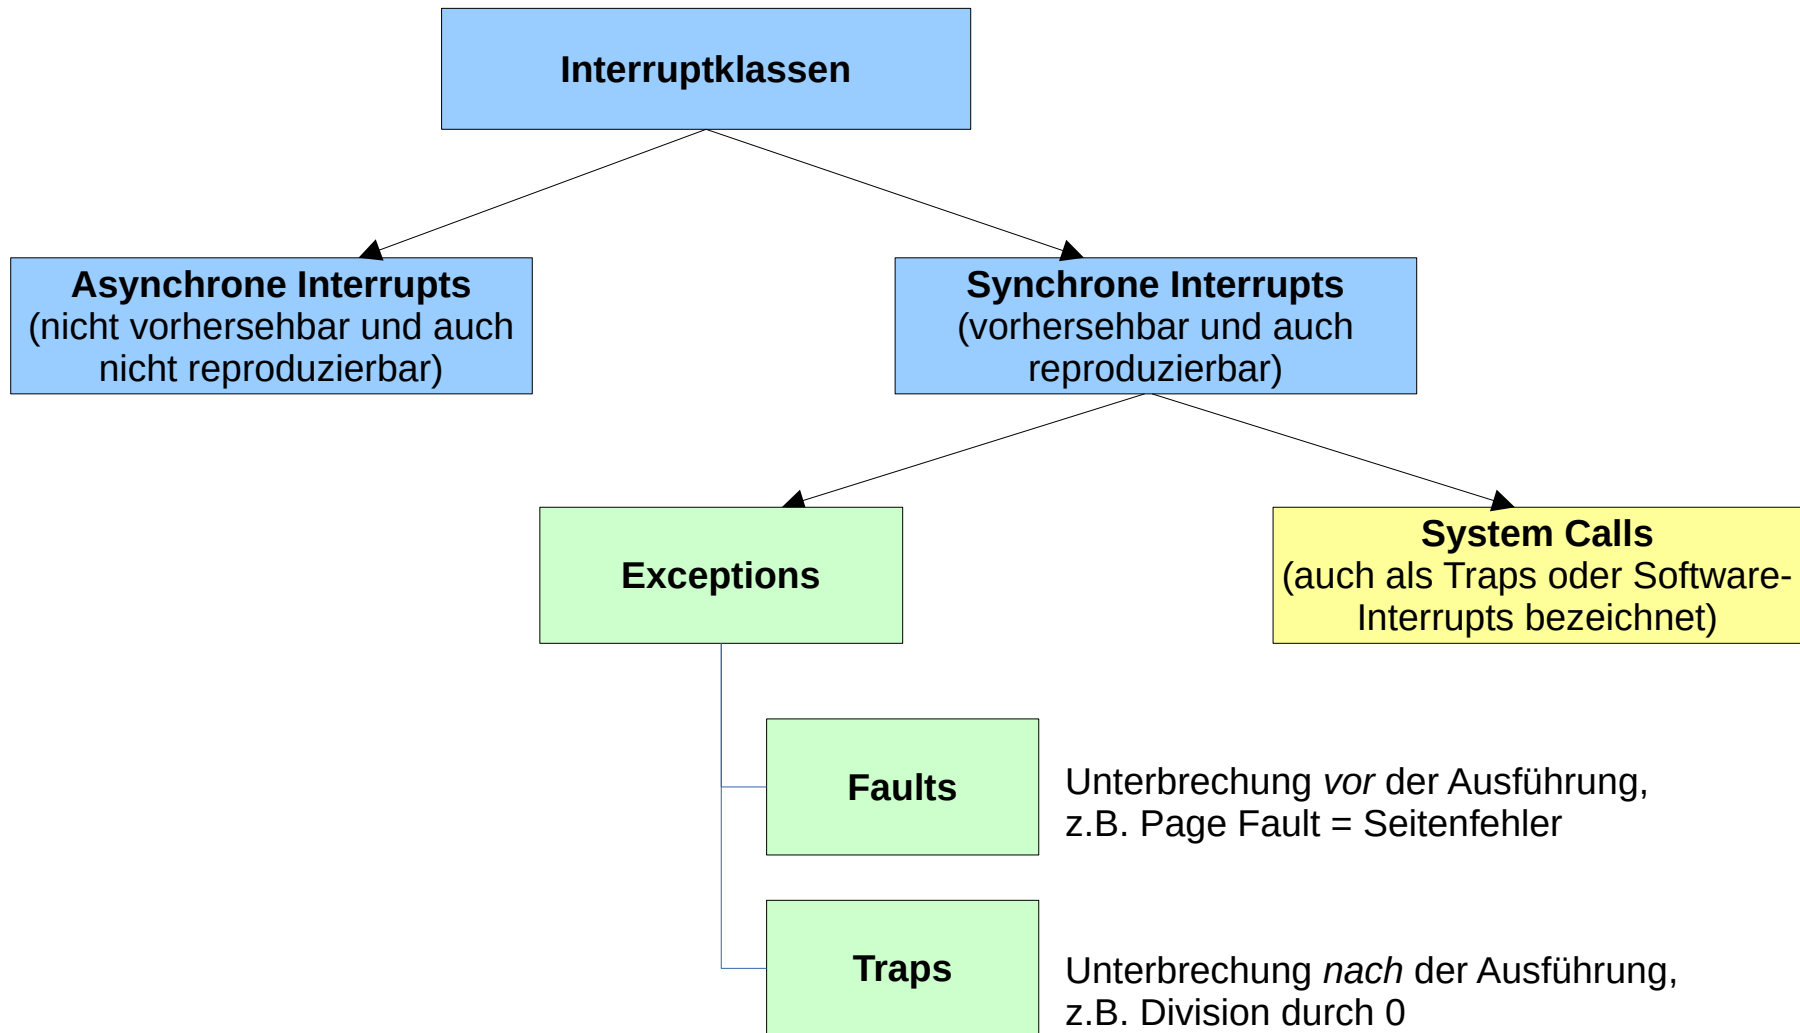 Interruptklassen
Asynchrone Interrupts
(nicht vorhersehbar und auch
nicht reproduzierbar)
Synchrone Interrupts
(vorhersehbar und auch
reproduzierbar)
Exceptions
System Calls
(auch als Traps oder Software-
Interrupts bezeichnet)
Faults
Unterbrechung vor der Ausführung,
z.B. Page Fault = Seitenfehler
Traps
Unterbrechung nach der Ausführung,
z.B. Division durch 0